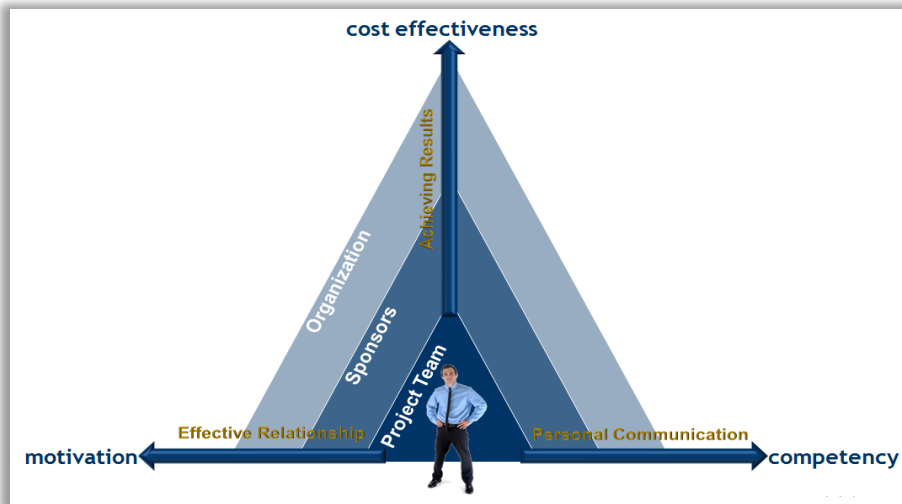 cost effectiveness
Achieving Results
Organization
Sponsors
Project Team
Effective Relationship
Personal Communication
motivation
competency